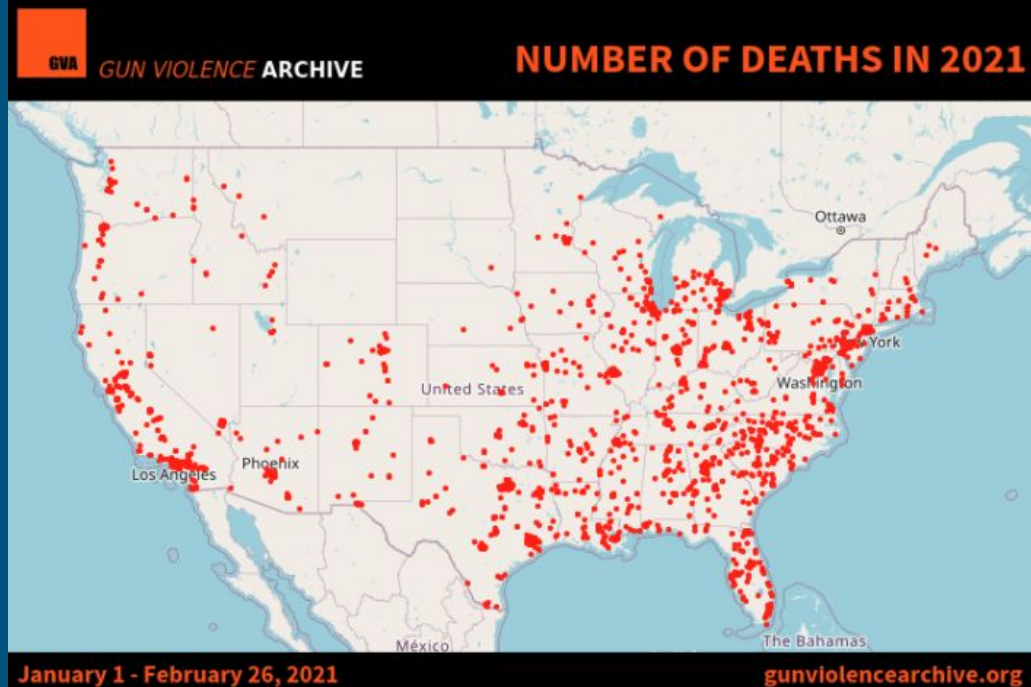 GVA
GUN VIOLENCE ARCHIVE
NUMBER OF DEATHS IN 2021
Ottawa
York
United States
Washington
Los Angeles
Phoenix
México
The Bahamas
January 1 - February 26, 2021
gunviolencearchive.org